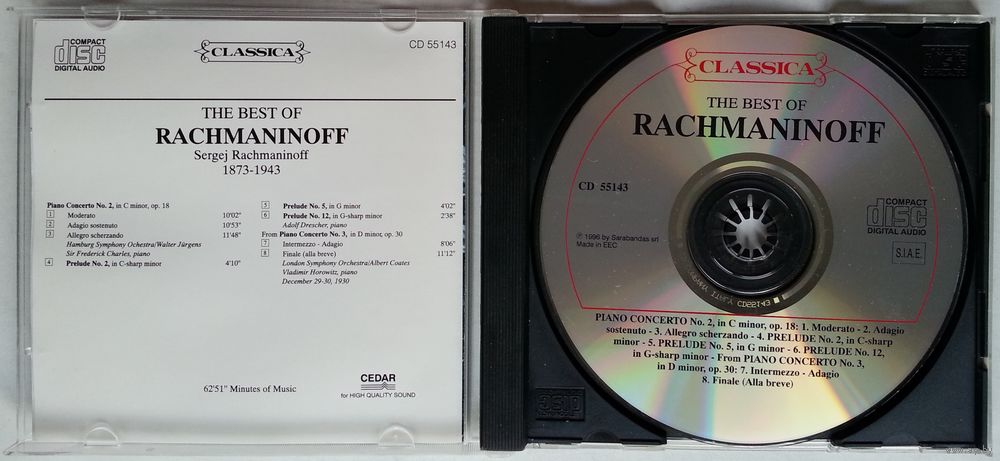 COMPACT
disc
DIGITAL AUDIO
CLASSICA
CD 55143
THE BEST OF
RACHMANINOFF
Sergej Rachmaninoff
1873-1943
Piano Concerto No. 2, in C minor, op. 18
1 Moderato 10'02"
2 Adagio sostenuto 10'53"
3 Allegro scherzando 11'48"
Hamburg Symphony Ochestra/Walter Jürgens
Sir Frederick Charles, piano
4 Prelude No. 2, in C-sharp minor 4'10"
5 Prelude No. 5, in G minor 4'02"
6 Prelude No. 12, in G-sharp minor 2'38"
Adolf Drescher, piano
From Piano Concerto No. 3, in D minor, op. 30
7 Intermezzo - Adagio 8'06"
8 Finale (alla breve) 11'12"
London Symphony Orchestra/Albert Coates
Vladimir Horowitz, piano
December 29-30, 1930
62'51" Minutes of Music
CEDAR
for HIGH QUALITY SOUND
CLASSICA
THE BEST OF
RACHMANINOFF
CD 55143
COMPACT
disc
DIGITAL AUDIO
℗ 1996 by Sarabandas srl
Made in EEC
S.I.A.E.
ITALY CD55143
PIANO CONCERTO No. 2, in C minor, op. 18: 1. Moderato - 2. Adagio
sostenuto - 3. Allegro scherzando - 4. PRELUDE No. 2, in C-sharp
minor - 5. PRELUDE No. 5, in G minor - 6. PRELUDE No. 12,
in G-sharp minor - From PIANO CONCERTO No. 3,
in D minor, op. 30: 7. Intermezzo - Adagio
8. Finale (Alla breve)